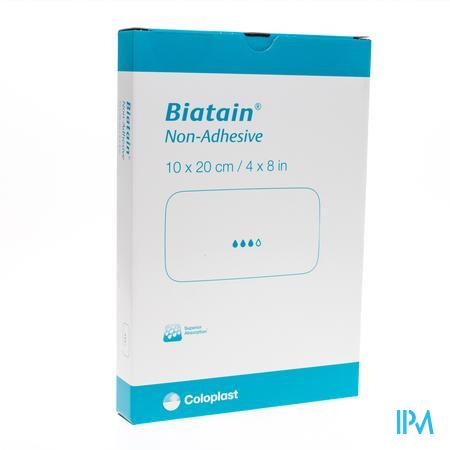 Biatain®
Non-Adhesive
10 x 20 cm / 4 x 8 in
Superior
Absorption
Coloplast
Biatain®
Non-Adhesive
IPM